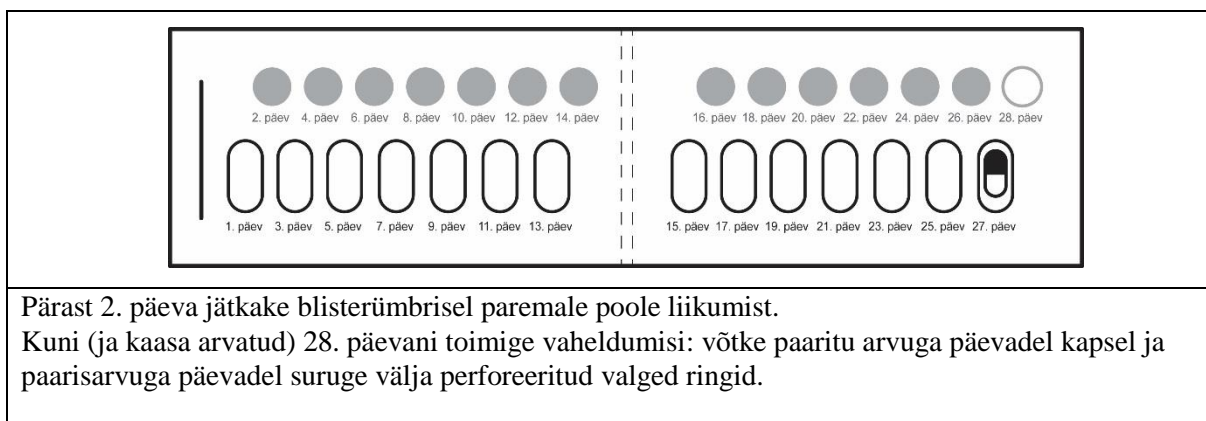 2. päev 4. päev 6. päev 8. päev 10. päev 12. päev 14. päev 16. päev 18. päev 20. päev 22. päev 24. päev 26. päev 28. päev
1. päev 3. päev 5. päev 7. päev 9. päev 11. päev 13. päev 15. päev 17. päev 19. päev 21. päev 23. päev 25. päev 27. päev
Pärast 2. päeva jätkake blisterümbrisel paremale poole liikumist.
Kuni (ja kaasa arvatud) 28. päevani toimige vaheldumisi: võtke paaritu arvuga päevadel kapsel ja
paarisarvuga päevadel suruge välja perforeeritud valged ringid.